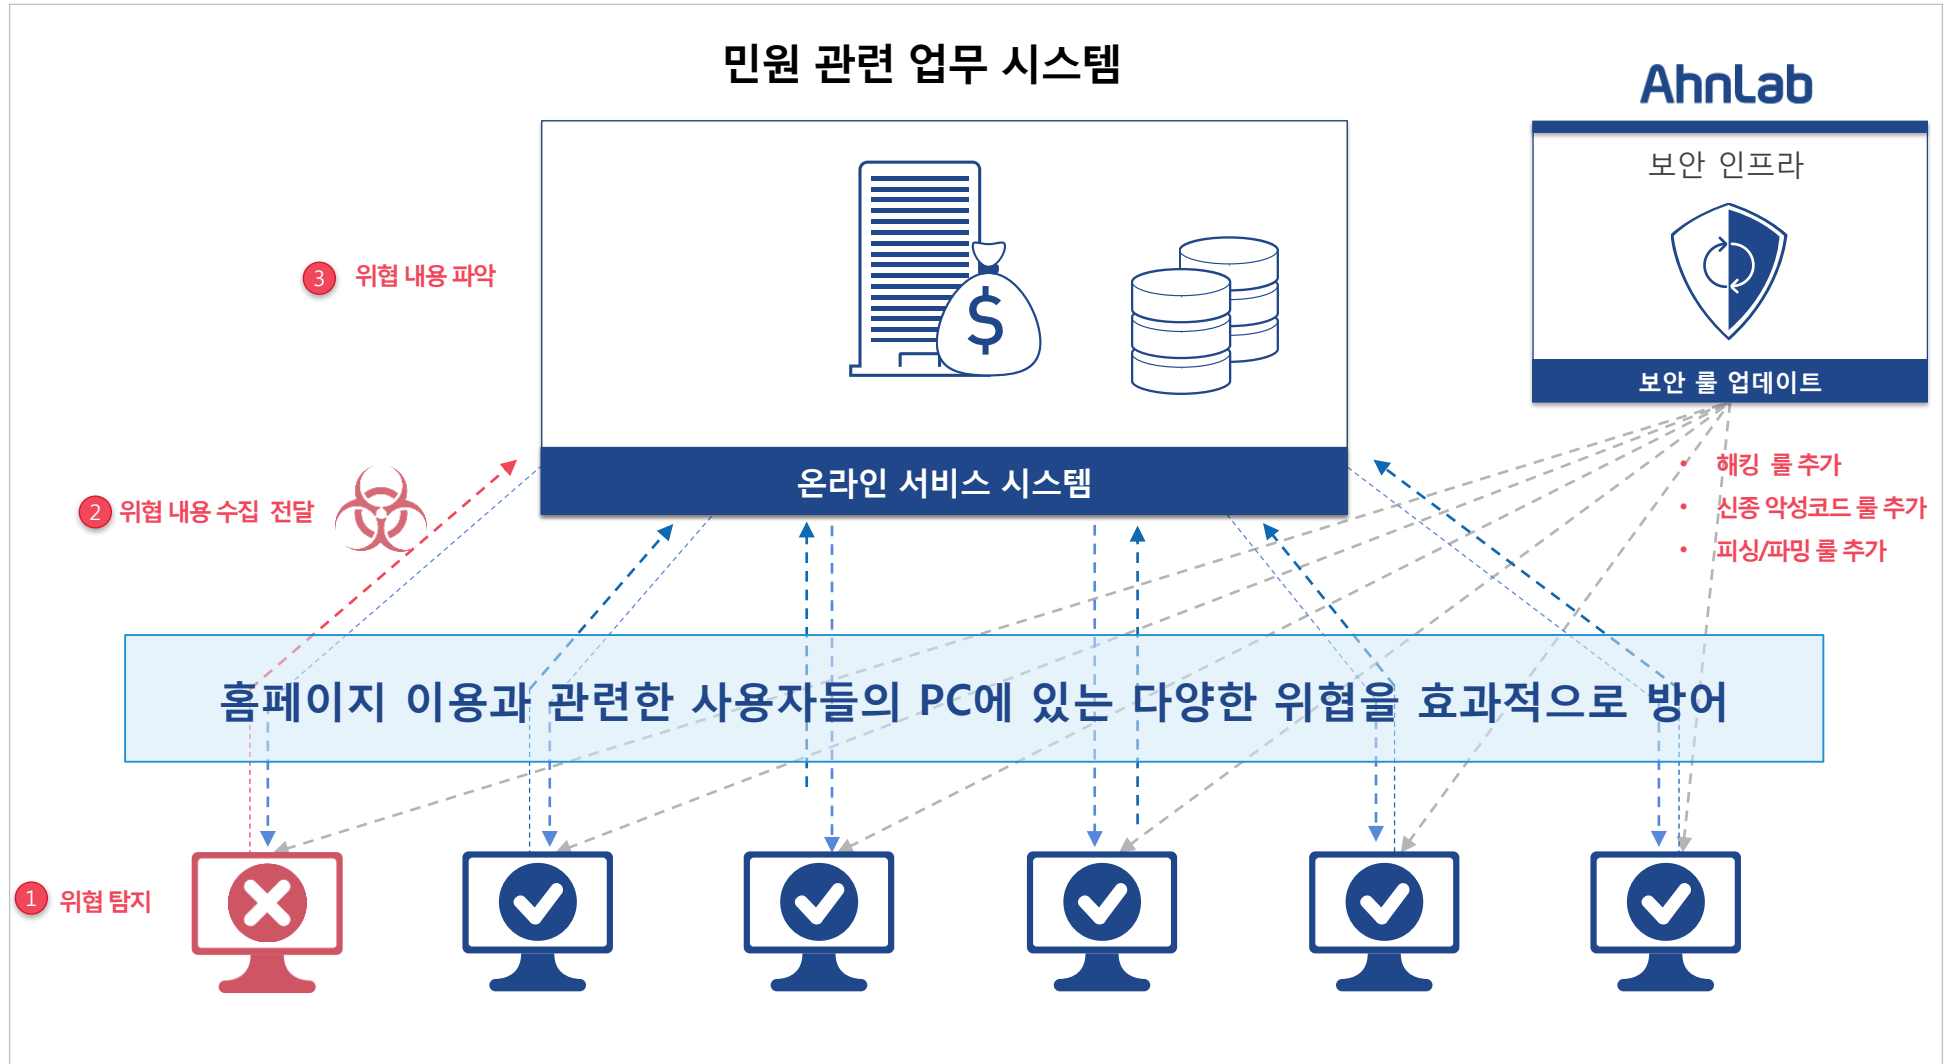 민원 관련 업무 시스템
AhnLab
보안 인프라
3 위협 내용 파악
$
보안 룰 업데이트
온라인 서비스 시스템
• 해킹 룰 추가
2 위협 내용 수집 전달
• 신종 악성코드 룰 추가
• 피싱/파밍 룰 추가
홈페이지 이용과 관련한 사용자들의 PC에 있는 다양한 위협을 효과적으로 방어
1 위협 탐지